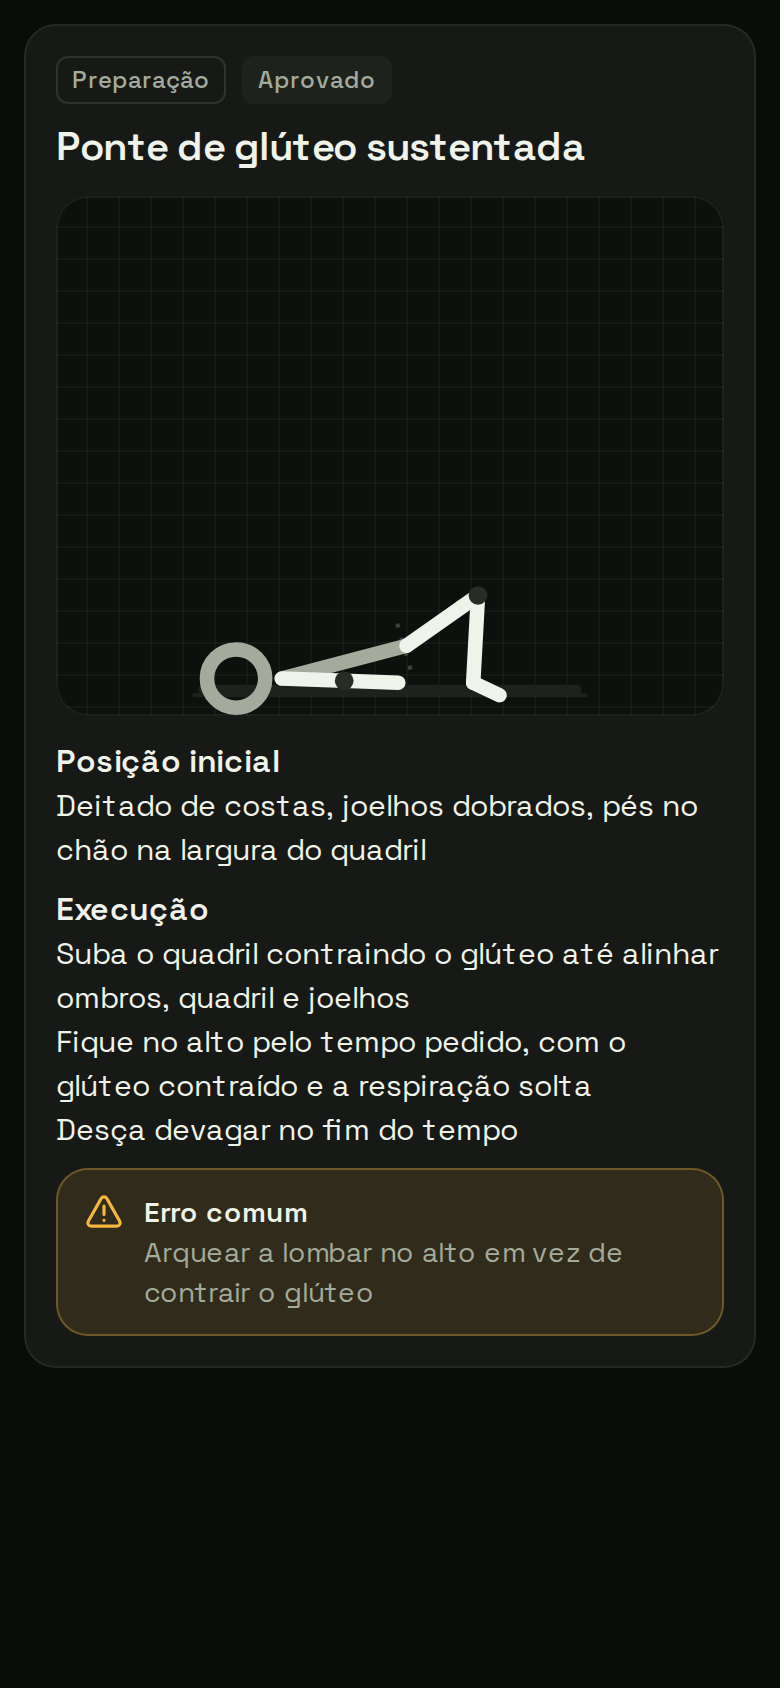 Preparação
Aprovado
Ponte de glúteo sustentada
Posição inicial
Deitado de costas, joelhos dobrados, pés no
chão na largura do quadril
Execução
Suba o quadril contraindo o glúteo até alinhar
ombros, quadril e joelhos
Fique no alto pelo tempo pedido, com o
glúteo contraído e a respiração solta
Desça devagar no fim do tempo
Erro comum
Arquear a lombar no alto em vez de
contrair o glúteo